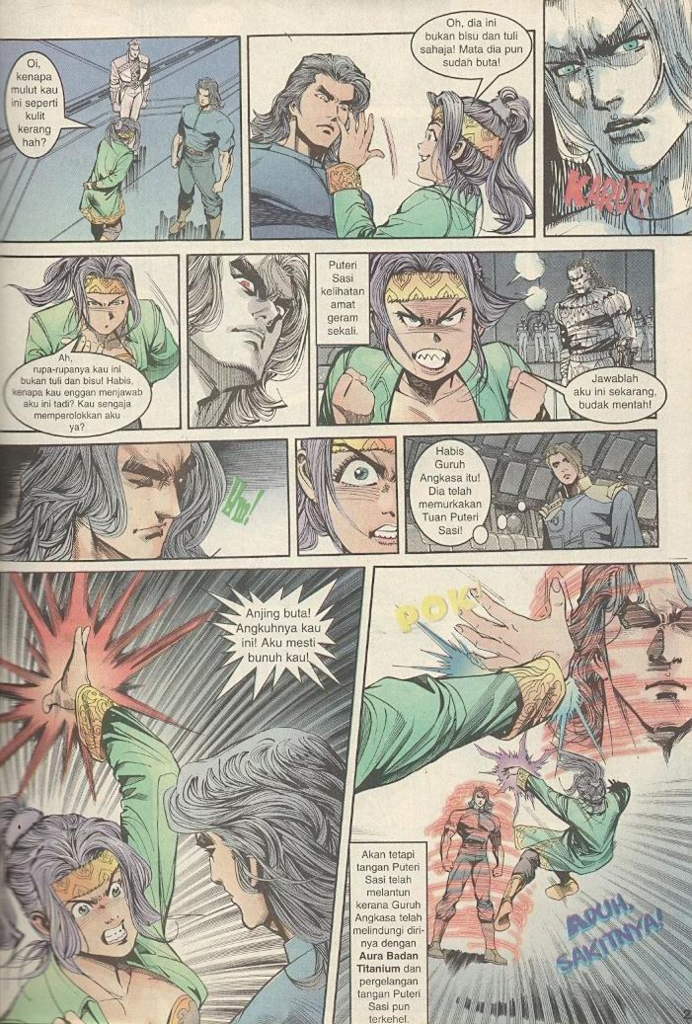 Oi,
kenapa
mulut kau
ini seperti
kulit
kerang
hah?
Oh, dia ini
bukan bisu dan tuli
sahaja! Mata dia pun
sudah buta!
Ah,
rupa-rupanya kau ini
bukan tuli dan bisu! Habis,
kenapa kau enggan menjawab
aku ini tadi? Kau sengaja
memperolokkan aku
ya?
Puteri
Sasi
kelihatan
amat
geram
sekali.
Jawablah
aku ini sekarang,
budak mentah!
Habis
Guruh
Angkasa itu!
Dia telah
memurkakan
Tuan Puteri
Sasi!
Anjing buta!
Angkuhnya kau
ini! Aku mesti
bunuh kau!
POK!
Akan tetapi
tangan Puteri
Sasi telah
melantun
kerana Guruh
Angkasa telah
melindungi diri-
nya dengan
Aura Badan
Titanium dan
pergelangan
tangan Puteri
Sasi pun
terkehel.
ADUH,
SAKITNYA!